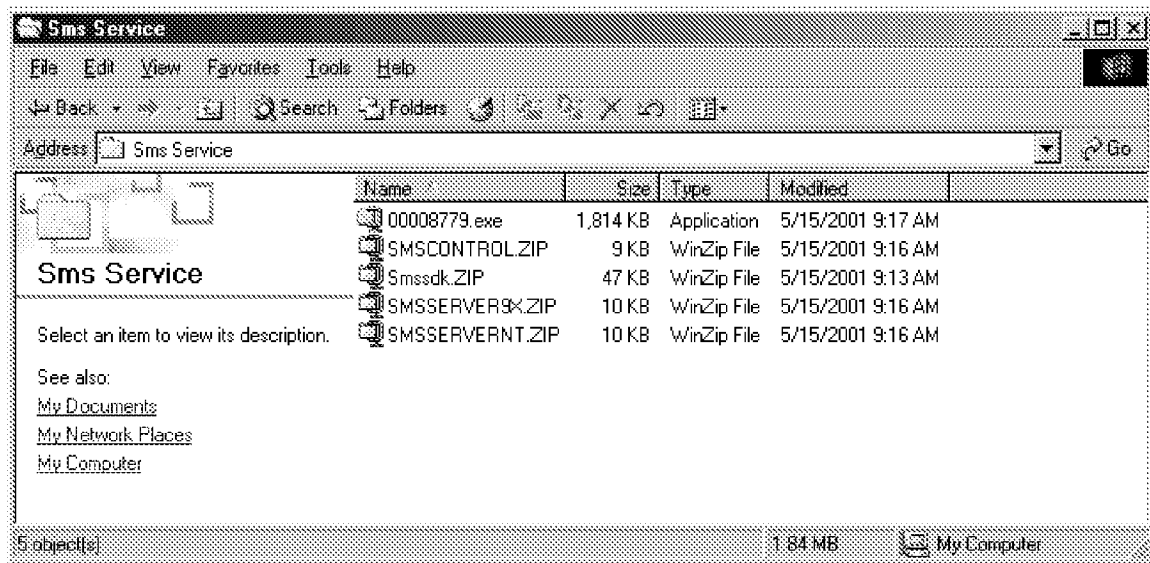 Sms Service
File Edit View Favorites Tools Help
Back Search Folders
Address Sms Service Go
Name Size Type Modified
00008779.exe 1,814 KB Application 5/15/2001 9:17 AM
SMSCONTROL.ZIP 9 KB WinZip File 5/15/2001 9:16 AM
Smssdk.ZIP 47 KB WinZip File 5/15/2001 9:13 AM
SMSSERVER9X.ZIP 10 KB WinZip File 5/15/2001 9:16 AM
SMSSERVERNT.ZIP 10 KB WinZip File 5/15/2001 9:16 AM
Sms Service
Select an item to view its description.
See also:
My Documents
My Network Places
My Computer
5 object(s) 1.84 MB My Computer